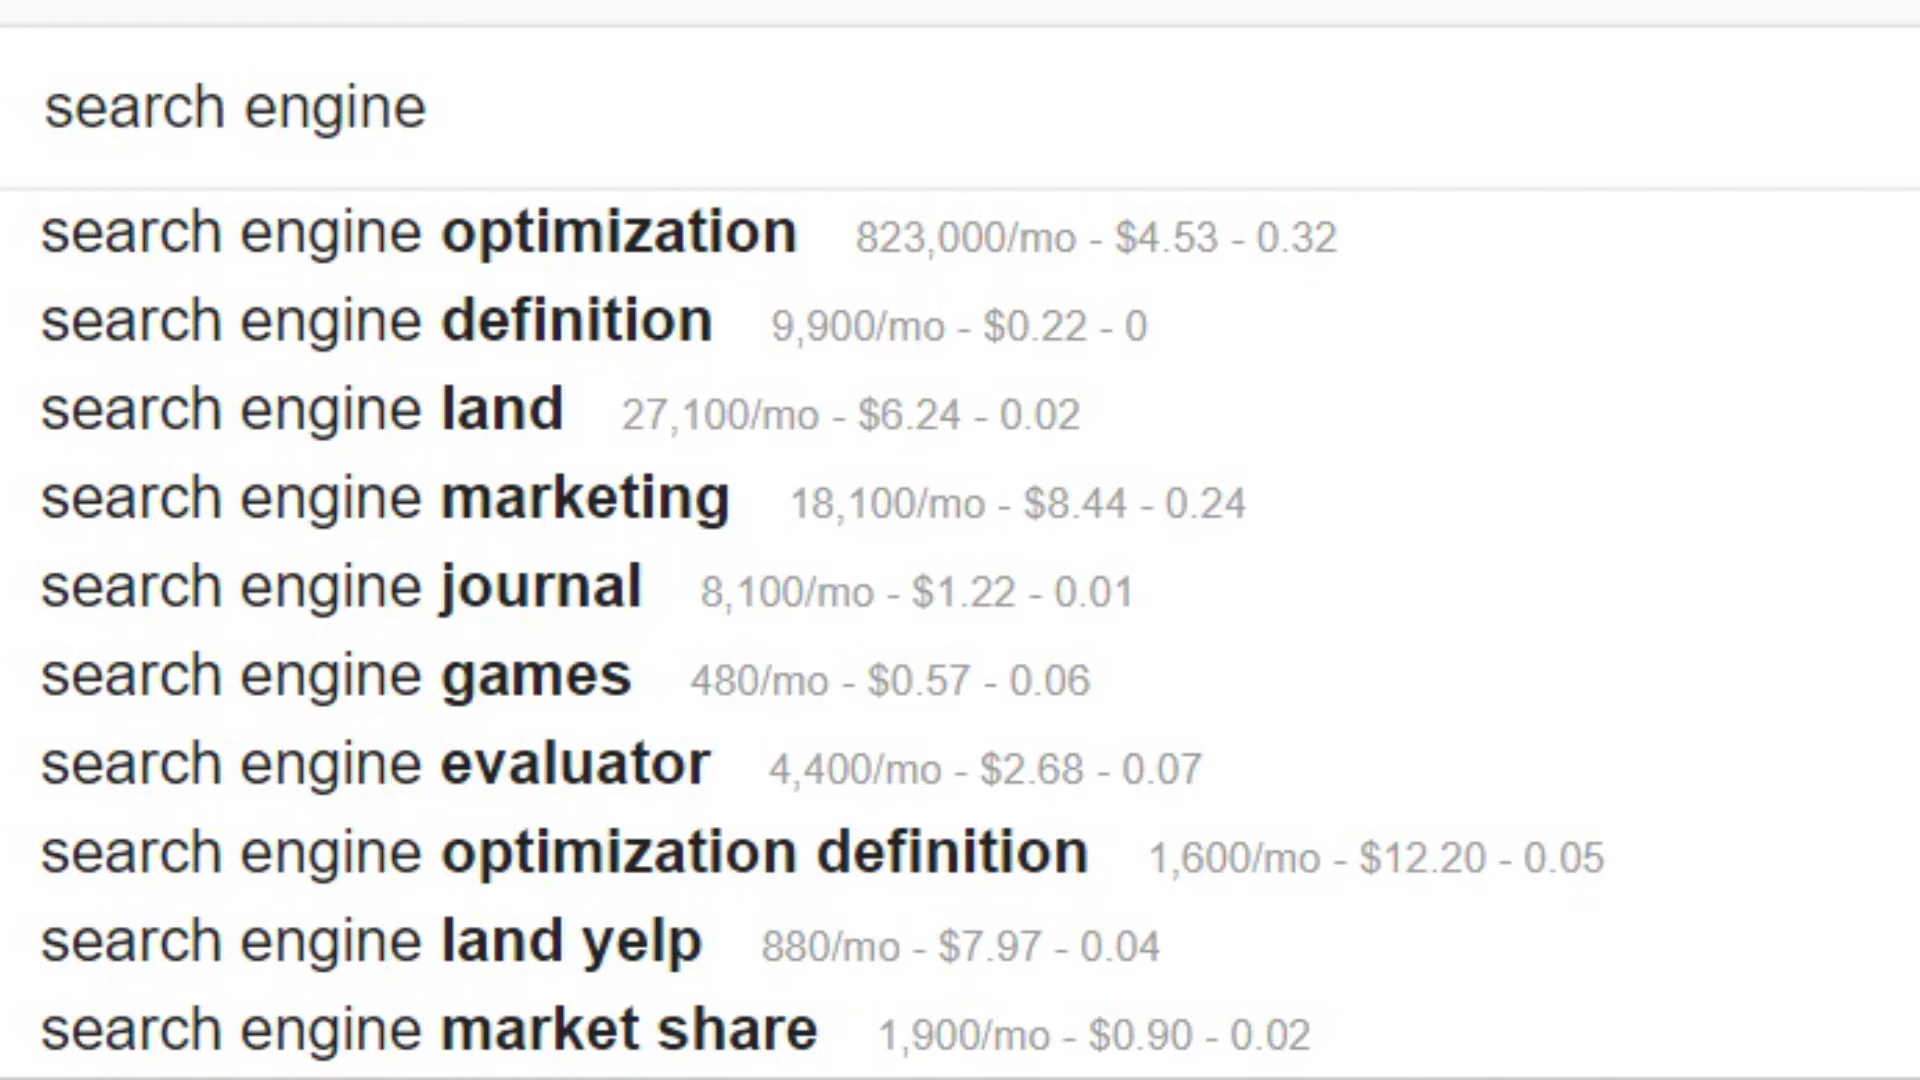 search engine
search engine optimization 823,000/mo - $4.53 - 0.32
search engine definition 9,900/mo - $0.22 - 0
search engine land 27,100/mo - $6.24 - 0.02
search engine marketing 18,100/mo - $8.44 - 0.24
search engine journal 8,100/mo - $1.22 - 0.01
search engine games 480/mo - $0.57 - 0.06
search engine evaluator 4,400/mo - $2.68 - 0.07
search engine optimization definition 1,600/mo - $12.20 - 0.05
search engine land yelp 880/mo - $7.97 - 0.04
search engine market share 1,900/mo - $0.90 - 0.02